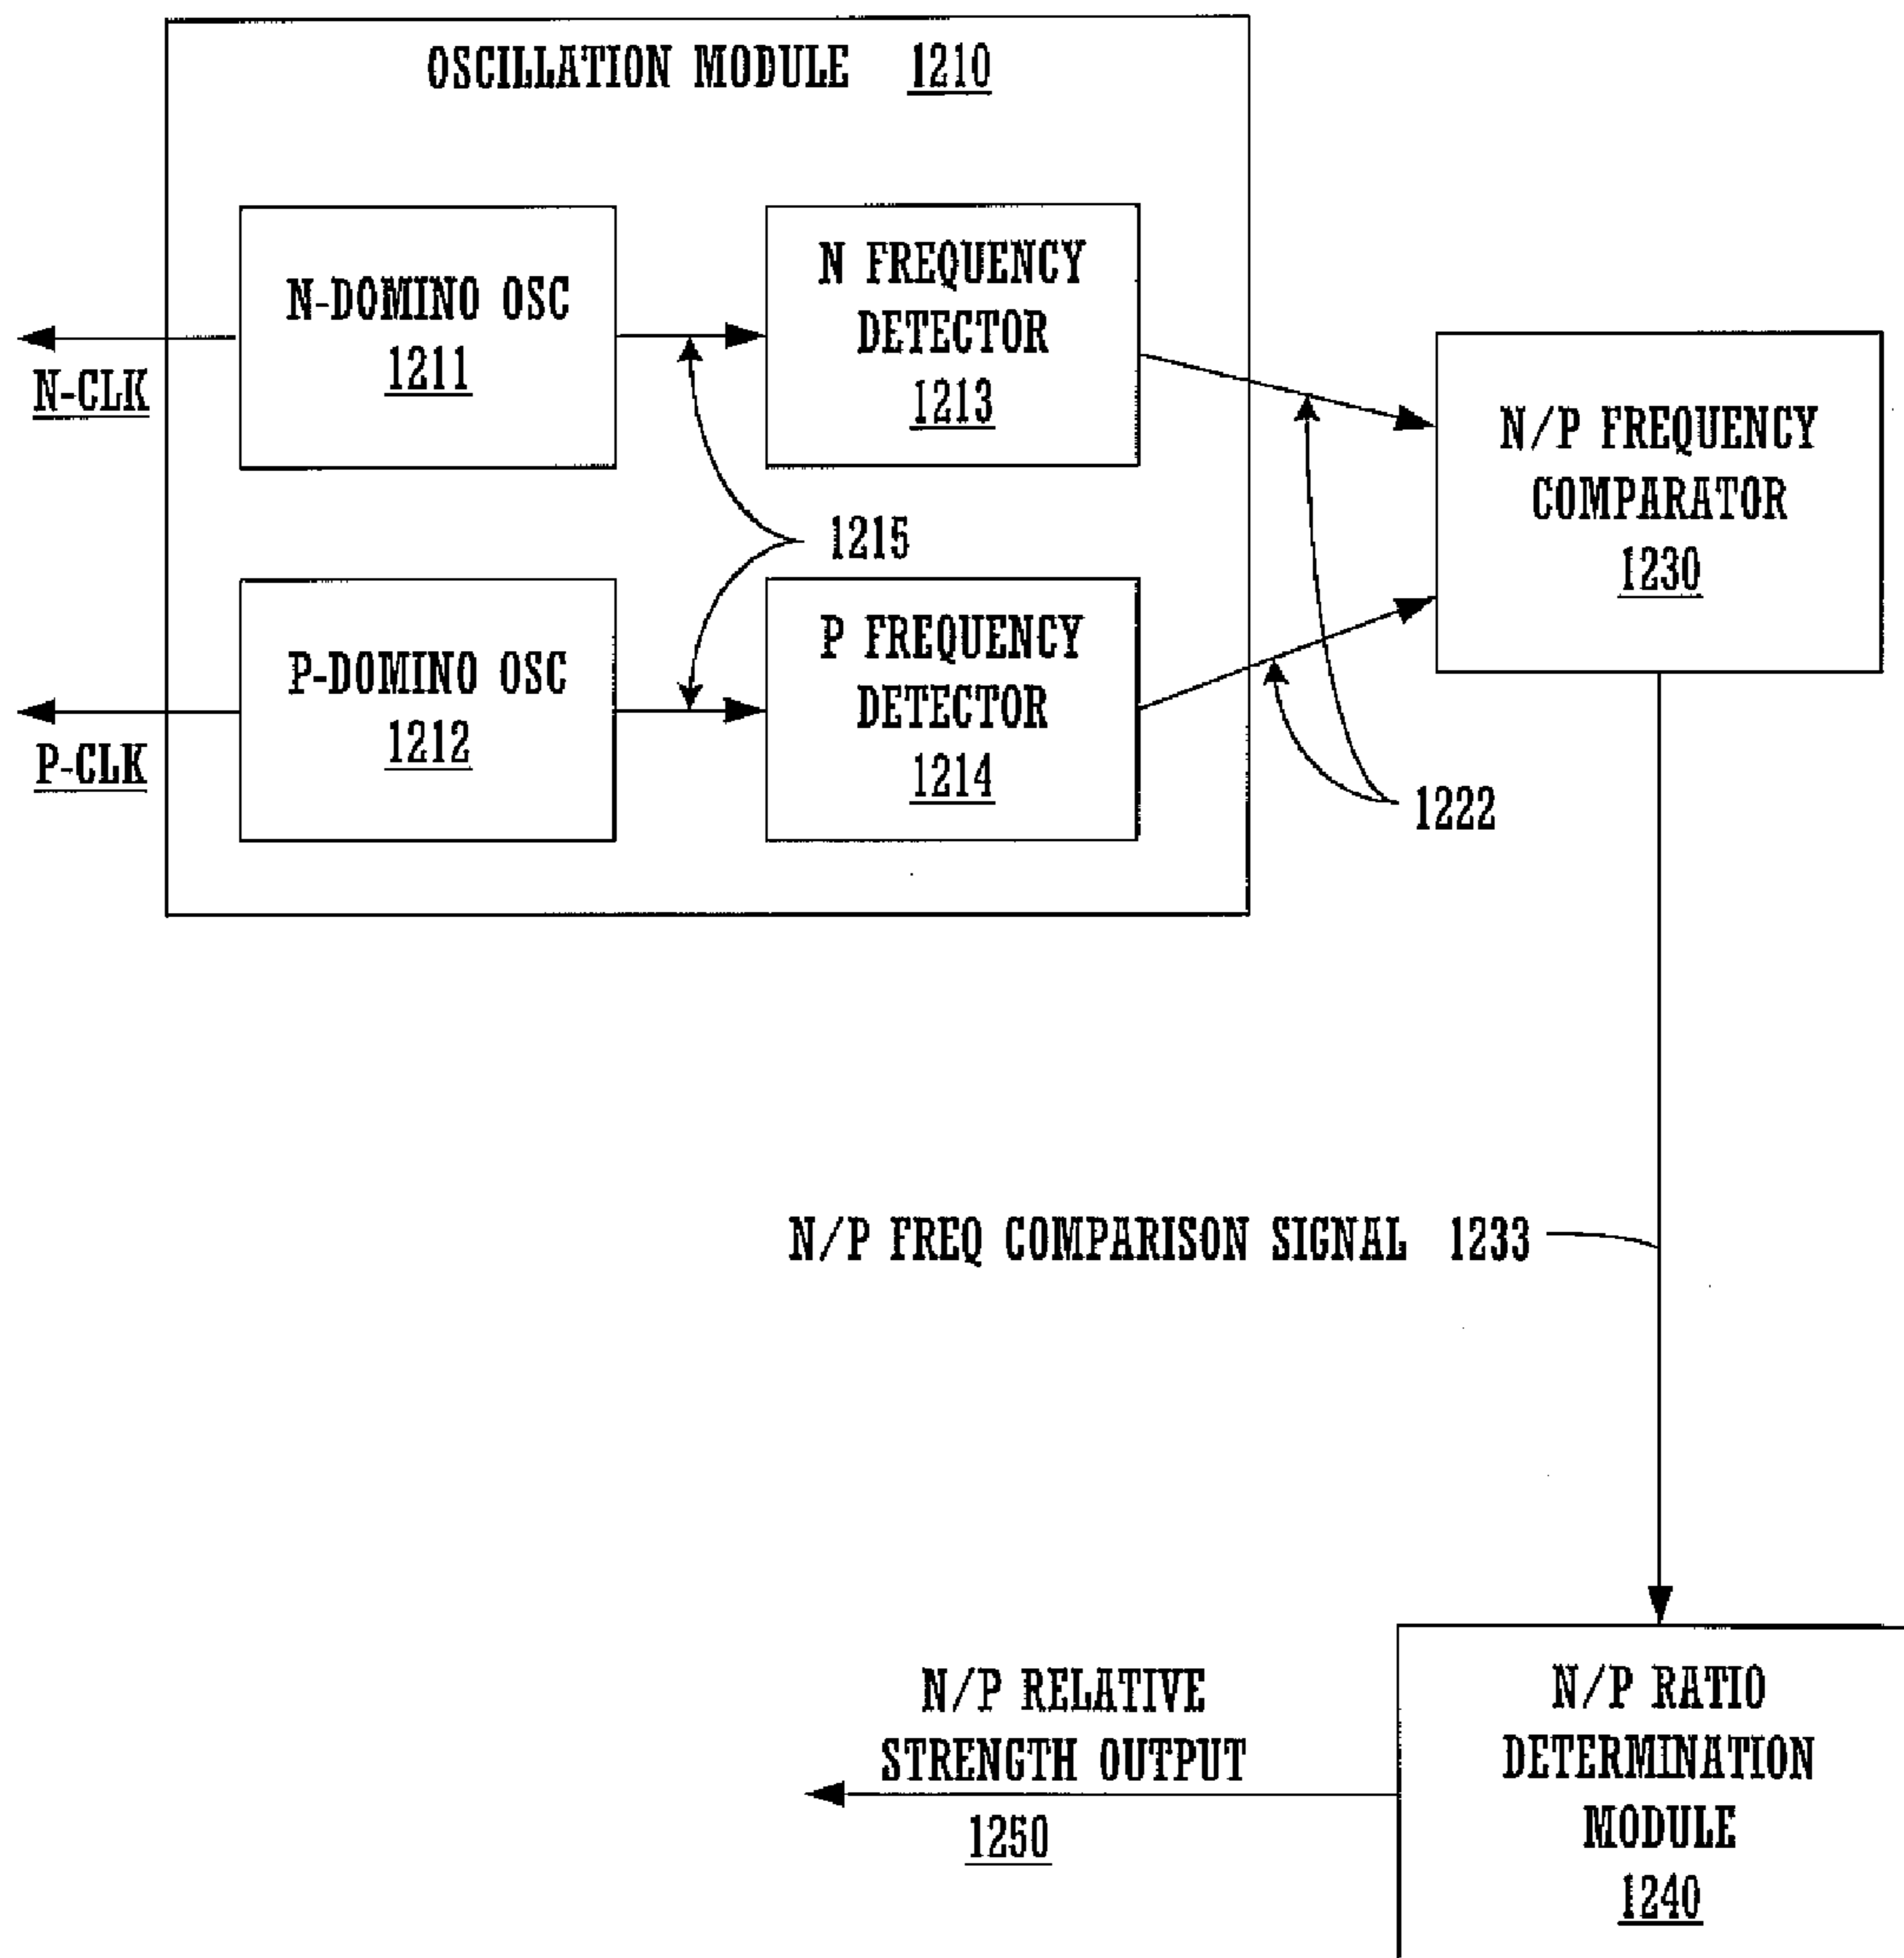 OSCILLATION MODULE 1210
N-DOMINO OSC
1211
N FREQUENCY
DETECTOR
1213
N-CLK
N/P FREQUENCY
COMPARATOR
1230
1215
P-DOMINO OSC
1212
P FREQUENCY
DETECTOR
1214
P-CLK
1222
N/P FREQ COMPARISON SIGNAL 1233
N/P RELATIVE
STRENGTH OUTPUT
1250
N/P RATIO
DETERMINATION
MODULE
1240